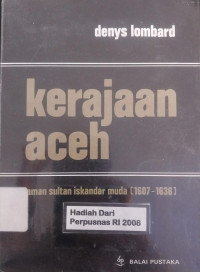 denys lombard
kerajaan
aceh
zaman sultan iskandar muda (1607-1636)
Hadiah Dari
Perpusnas RI 2008
BALAI PUSTAKA